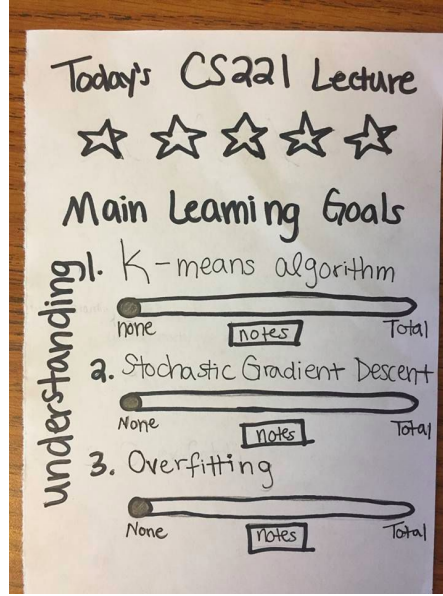 Today's CS221 Lecture
Main Learning Goals
understanding
1. K-means algorithm
none notes Total
2. Stochastic Gradient Descent
None notes Total
3. Overfitting
None notes Total